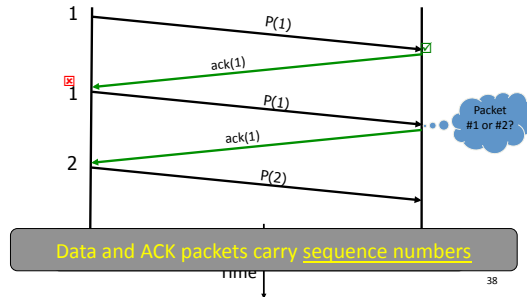 1
P(1)
ack(1)
1
P(1)
Packet
#1 or #2?
ack(1)
2
P(2)
Data and ACK packets carry sequence numbers
Time
38